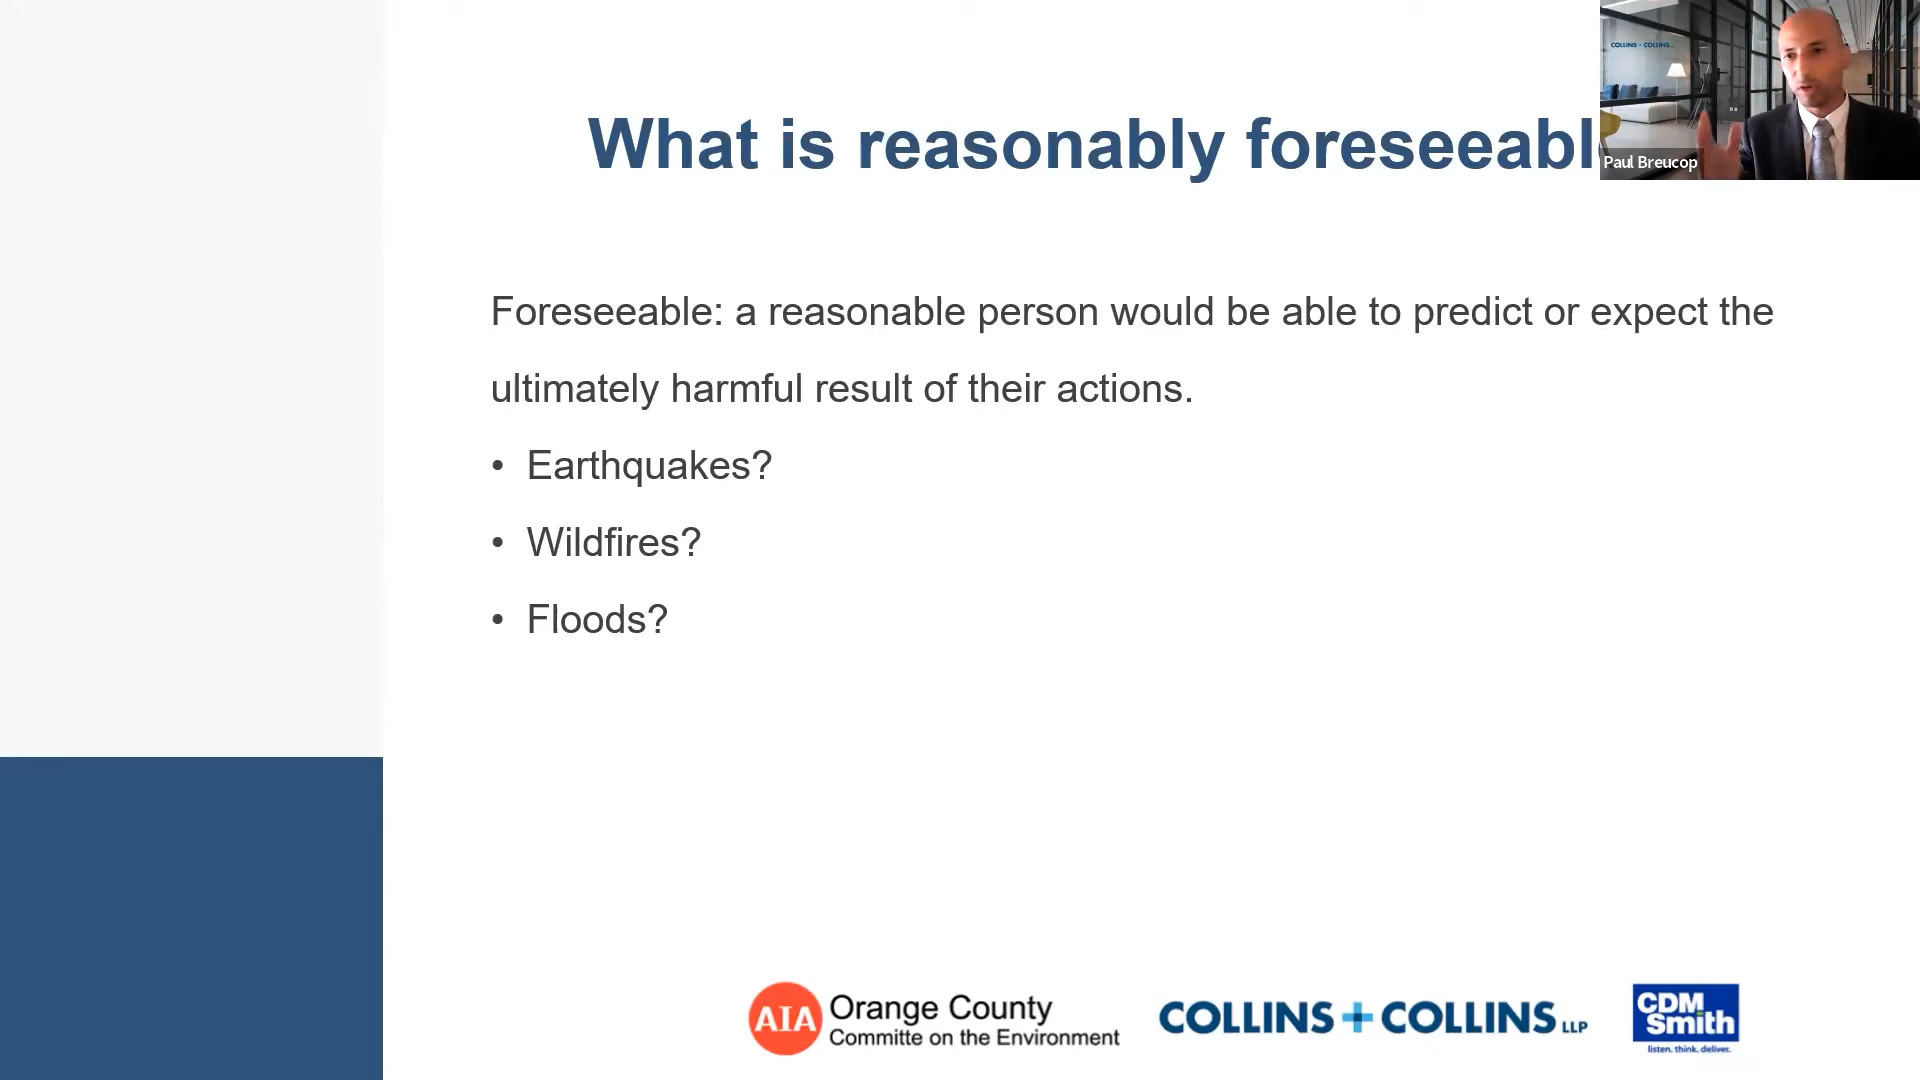 What is reasonably foreseeabl
COLLINS + COLLINS
Paul Breucop
Foreseeable: a reasonable person would be able to predict or expect the
ultimately harmful result of their actions.
• Earthquakes?
• Wildfires?
• Floods?
AIA Orange County
Committe on the Environment
COLLINS + COLLINS LLP
CDM
Smith
listen. think. deliver.